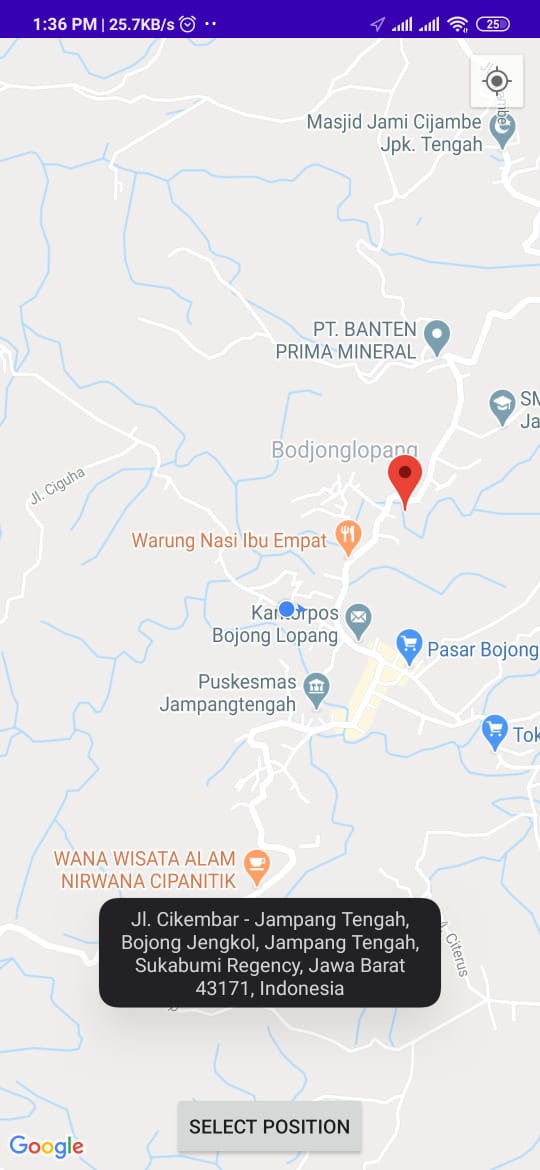 1:36 PM | 25.7KB/s
25
Masjid Jami Cijambe
Jpk. Tengah
PT. BANTEN
PRIMA MINERAL
SM
Ja
Bodjonglopang
Jl. Ciguha
Warung Nasi Ibu Empat
Kantorpos
Bojong Lopang
Pasar Bojong
Puskesmas
Jampangtengah
Tok
WANA WISATA ALAM
NIRWANA CIPANITIK
Jl. Cikembar - Jampang Tengah,
Bojong Jengkol, Jampang Tengah,
Sukabumi Regency, Jawa Barat
43171, Indonesia
Citerus
SELECT POSITION
Google